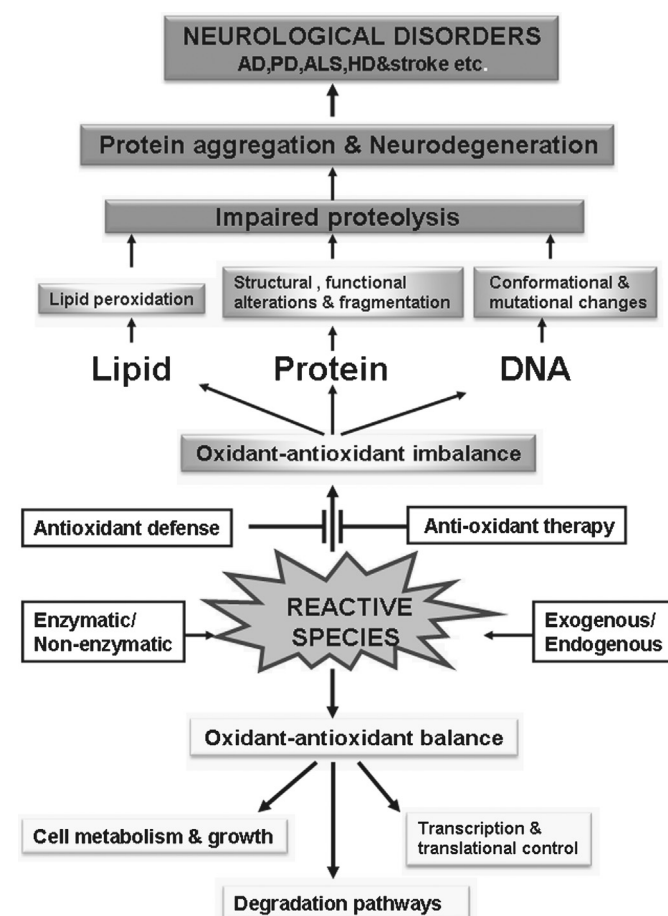 NEUROLOGICAL DISORDERS
AD,PD,ALS,HD&stroke etc.
Protein aggregation & Neurodegeneration
Impaired proteolysis
Lipid peroxidation
Structural , functional
alterations & fragmentation
Conformational &
mutational changes
Lipid
Protein
DNA
Oxidant-antioxidant imbalance
Antioxidant defense
Anti-oxidant therapy
REACTIVE
SPECIES
Enzymatic/
Non-enzymatic
Exogenous/
Endogenous
Oxidant-antioxidant balance
Cell metabolism & growth
Transcription &
translational control
Degradation pathways